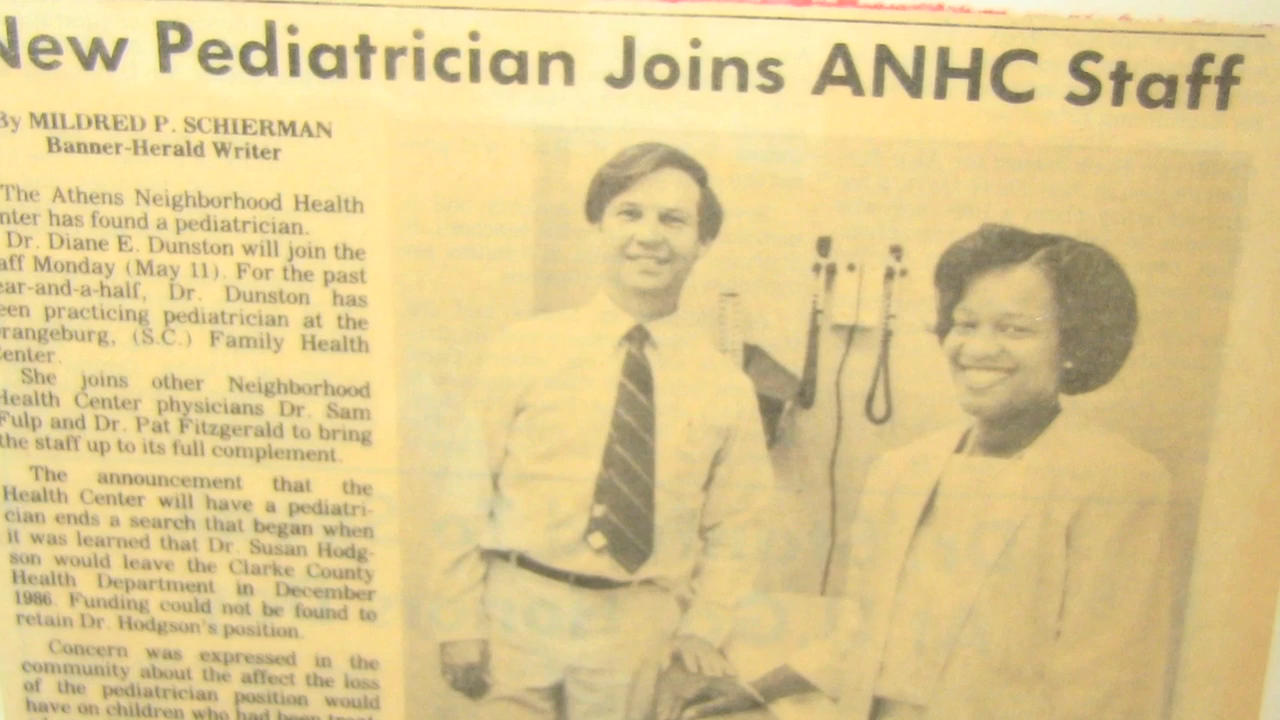 New Pediatrician Joins ANHC Staff
By MILDRED P. SCHIERMAN
Banner-Herald Writer
The Athens Neighborhood Health
nter has found a pediatrician.
Dr. Diane E. Dunston will join the
aff Monday (May 11). For the past
ear-and-a-half, Dr. Dunston has
een practicing pediatrician at the
rangeburg, (S.C.) Family Health
enter.
She joins other Neighborhood
Health Center physicians Dr. Sam
Fulp and Dr. Pat Fitzgerald to bring
the staff up to its full complement.
The announcement that the
Health Center will have a pediatri-
cian ends a search that began when
it was learned that Dr. Susan Hodg-
son would leave the Clarke County
Health Department in December
1986. Funding could not be found to
retain Dr. Hodgson's position.
Concern was expressed in the
community about the affect the loss
of the pediatrician position would
have on children who had been